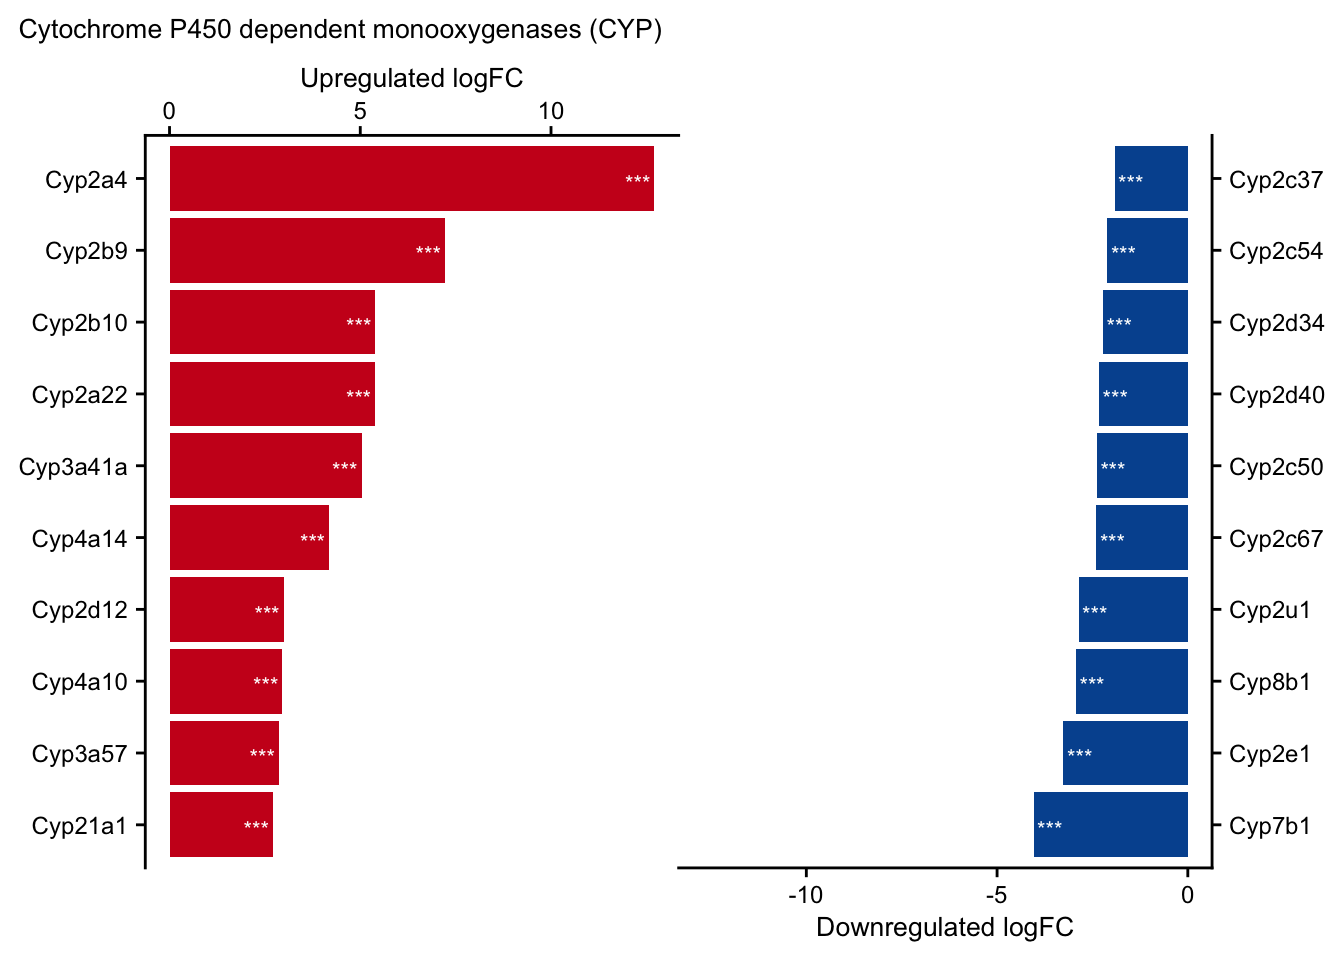 Cytochrome P450 dependent monooxygenases (CYP)
Upregulated logFC
0 5 10
Cyp2a4 ***
Cyp2b9 ***
Cyp2b10 ***
Cyp2a22 ***
Cyp3a41a ***
Cyp4a14 ***
Cyp2d12 ***
Cyp4a10 ***
Cyp3a57 ***
Cyp21a1 ***
*** Cyp2c37
*** Cyp2c54
*** Cyp2d34
*** Cyp2d40
*** Cyp2c50
*** Cyp2c67
*** Cyp2u1
*** Cyp8b1
*** Cyp2e1
*** Cyp7b1
-10 -5 0
Downregulated logFC